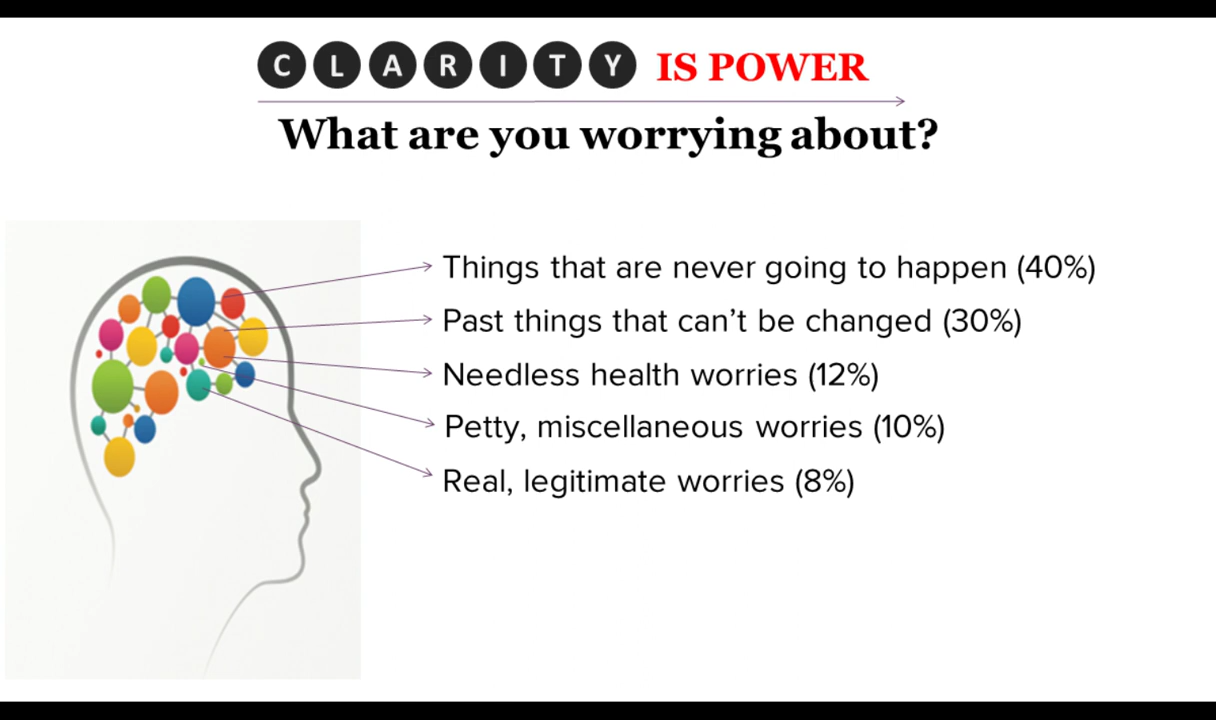 CLARITY IS POWER
What are you worrying about?
Things that are never going to happen (40%)
Past things that can’t be changed (30%)
Needless health worries (12%)
Petty, miscellaneous worries (10%)
Real, legitimate worries (8%)